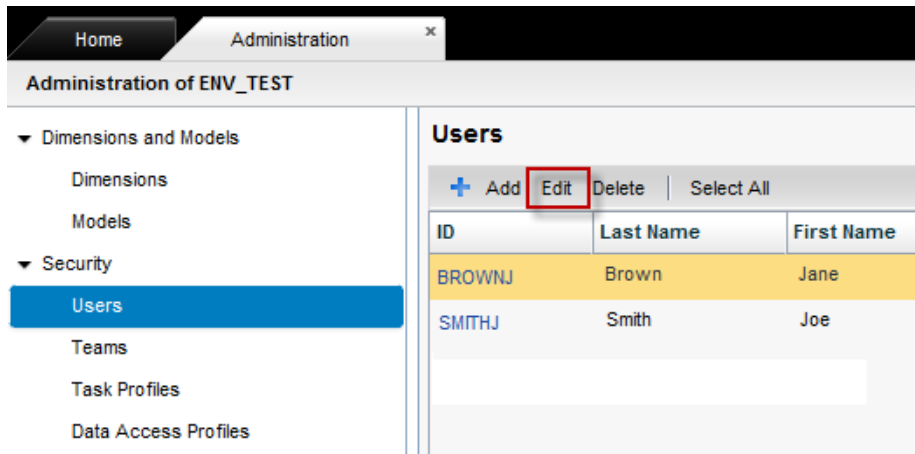 Home Administration ×
Administration of ENV_TEST
Dimensions and Models
Dimensions
Models
Security
Users
Teams
Task Profiles
Data Access Profiles
Users
Add Edit Delete Select All
ID Last Name First Name
BROWNJ Brown Jane
SMITHJ Smith Joe